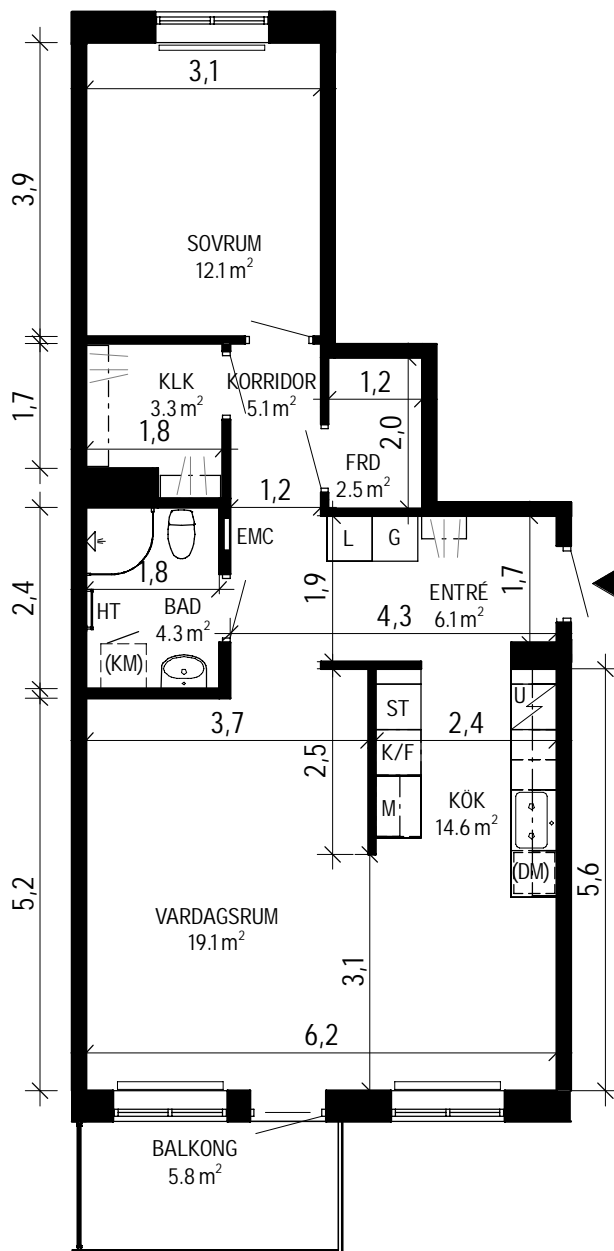 3,1
3,9
SOVRUM
12.1 m²
KLK
3.3 m²
KORRIDOR
5.1 m²
1,2
1,7
1,8
2,0
FRD
2.5 m²
1,2
EMC
L
G
2,4
1,8
HT
BAD
4.3 m²
(KM)
1,9
ENTRÉ
6.1 m²
1,7
4,3
ST
U
3,7
2,4
K/F
2,5
M
KÖK
14.6 m²
(DM)
5,2
5,6
VARDAGSRUM
19.1 m²
3,1
6,2
BALKONG
5.8 m²